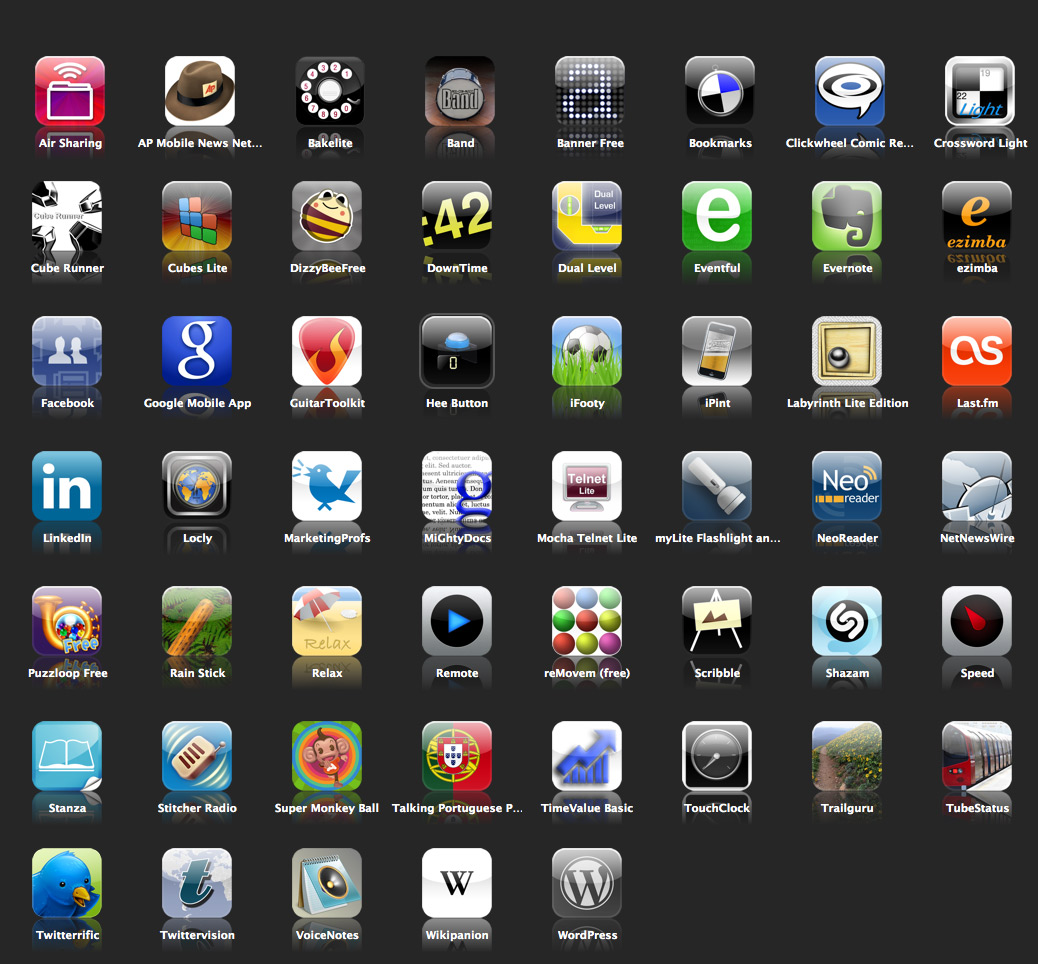 Air Sharing
AP Mobile News Net...
Bakelite
Band
Banner Free
Bookmarks
Clickwheel Comic Re...
Crossword Light
Cube Runner
Cubes Lite
DizzyBeeFree
DownTime
Dual Level
Eventful
Evernote
ezimba
Facebook
Google Mobile App
GuitarToolkit
Hee Button
iFooty
iPint
Labyrinth Lite Edition
Last.fm
LinkedIn
Locly
MarketingProfs
MiGhtyDocs
Mocha Telnet Lite
myLite Flashlight an...
NeoReader
NetNewsWire
Puzzloop Free
Rain Stick
Relax
Remote
reMovem (free)
Scribble
Shazam
Speed
Stanza
Stitcher Radio
Super Monkey Ball
Talking Portuguese P...
TimeValue Basic
TouchClock
Trailguru
TubeStatus
Twitterrific
Twittervision
VoiceNotes
Wikipanion
WordPress